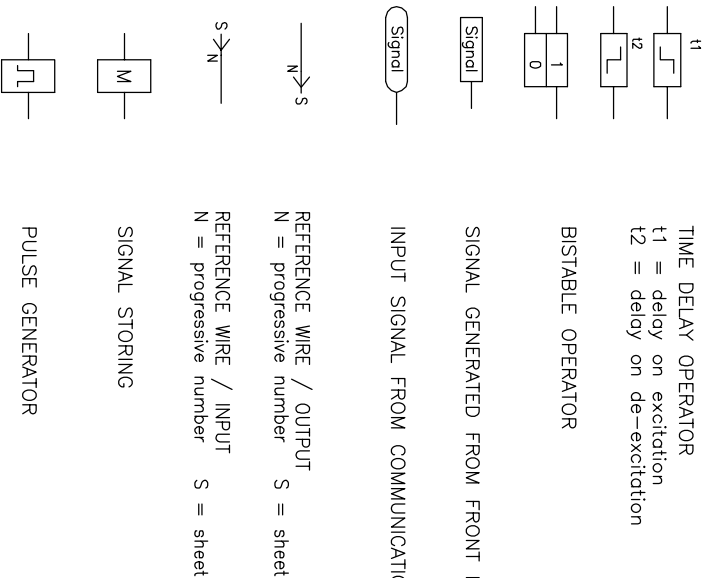 t1
TIME DELAY OPERATOR
t1 = delay on excitation
t2
t2 = delay on de-excitation
1
0
BISTABLE OPERATOR
Signal
SIGNAL GENERATED FROM FRONT
Signal
INPUT SIGNAL FROM COMMUNICATIO
S
N
REFERENCE WIRE / OUTPUT
N = progressive number S = sheet
S
N
REFERENCE WIRE / INPUT
N = progressive number S = sheet
M
SIGNAL STORING
PULSE GENERATOR